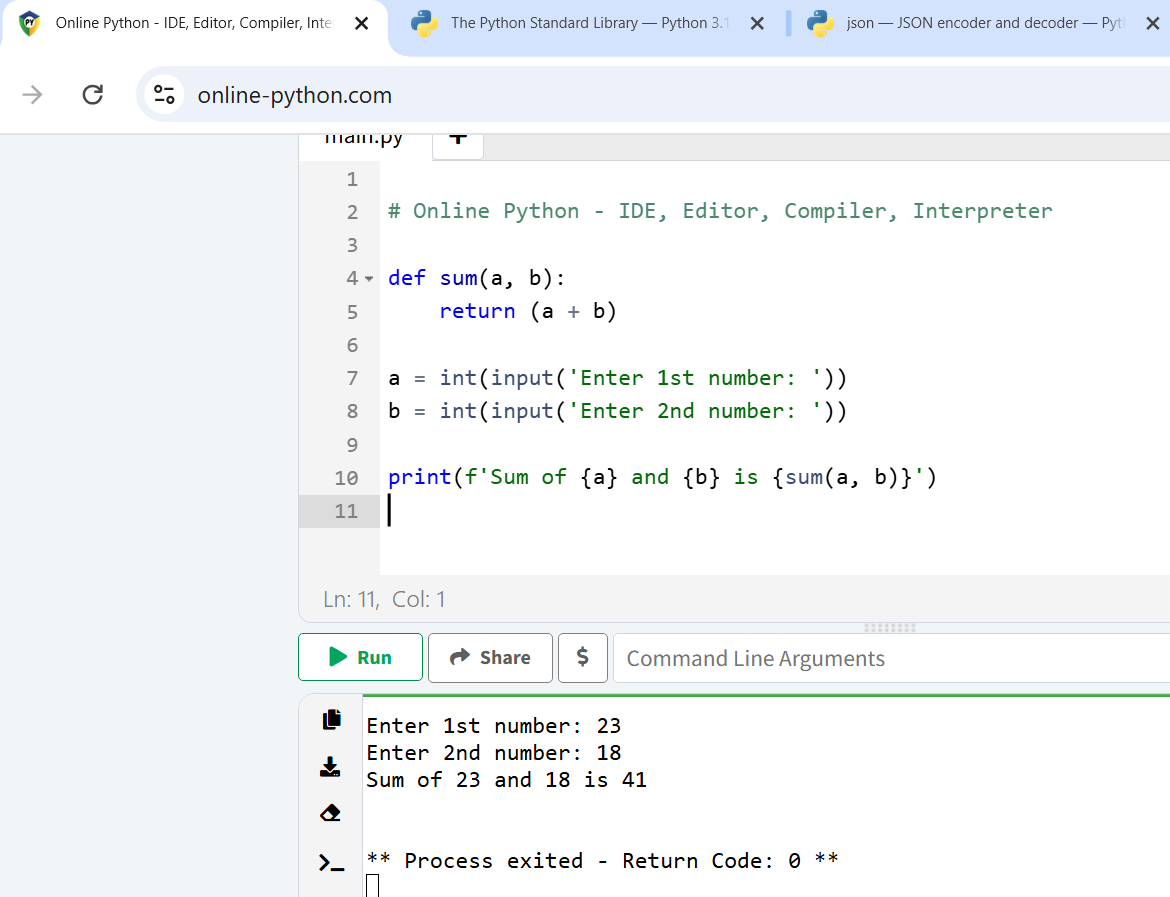 Online Python - IDE, Editor, Compiler, Inte
The Python Standard Library — Python 3.1
json — JSON encoder and decoder — Pyt
online-python.com
main.py +
1
2 # Online Python - IDE, Editor, Compiler, Interpreter
3
4 def sum(a, b):
5 return (a + b)
6
7 a = int(input('Enter 1st number: '))
8 b = int(input('Enter 2nd number: '))
9
10 print(f'Sum of {a} and {b} is {sum(a, b)}')
11
Ln: 11, Col: 1
Run Share $ Command Line Arguments
Enter 1st number: 23
Enter 2nd number: 18
Sum of 23 and 18 is 41
** Process exited - Return Code: 0 **